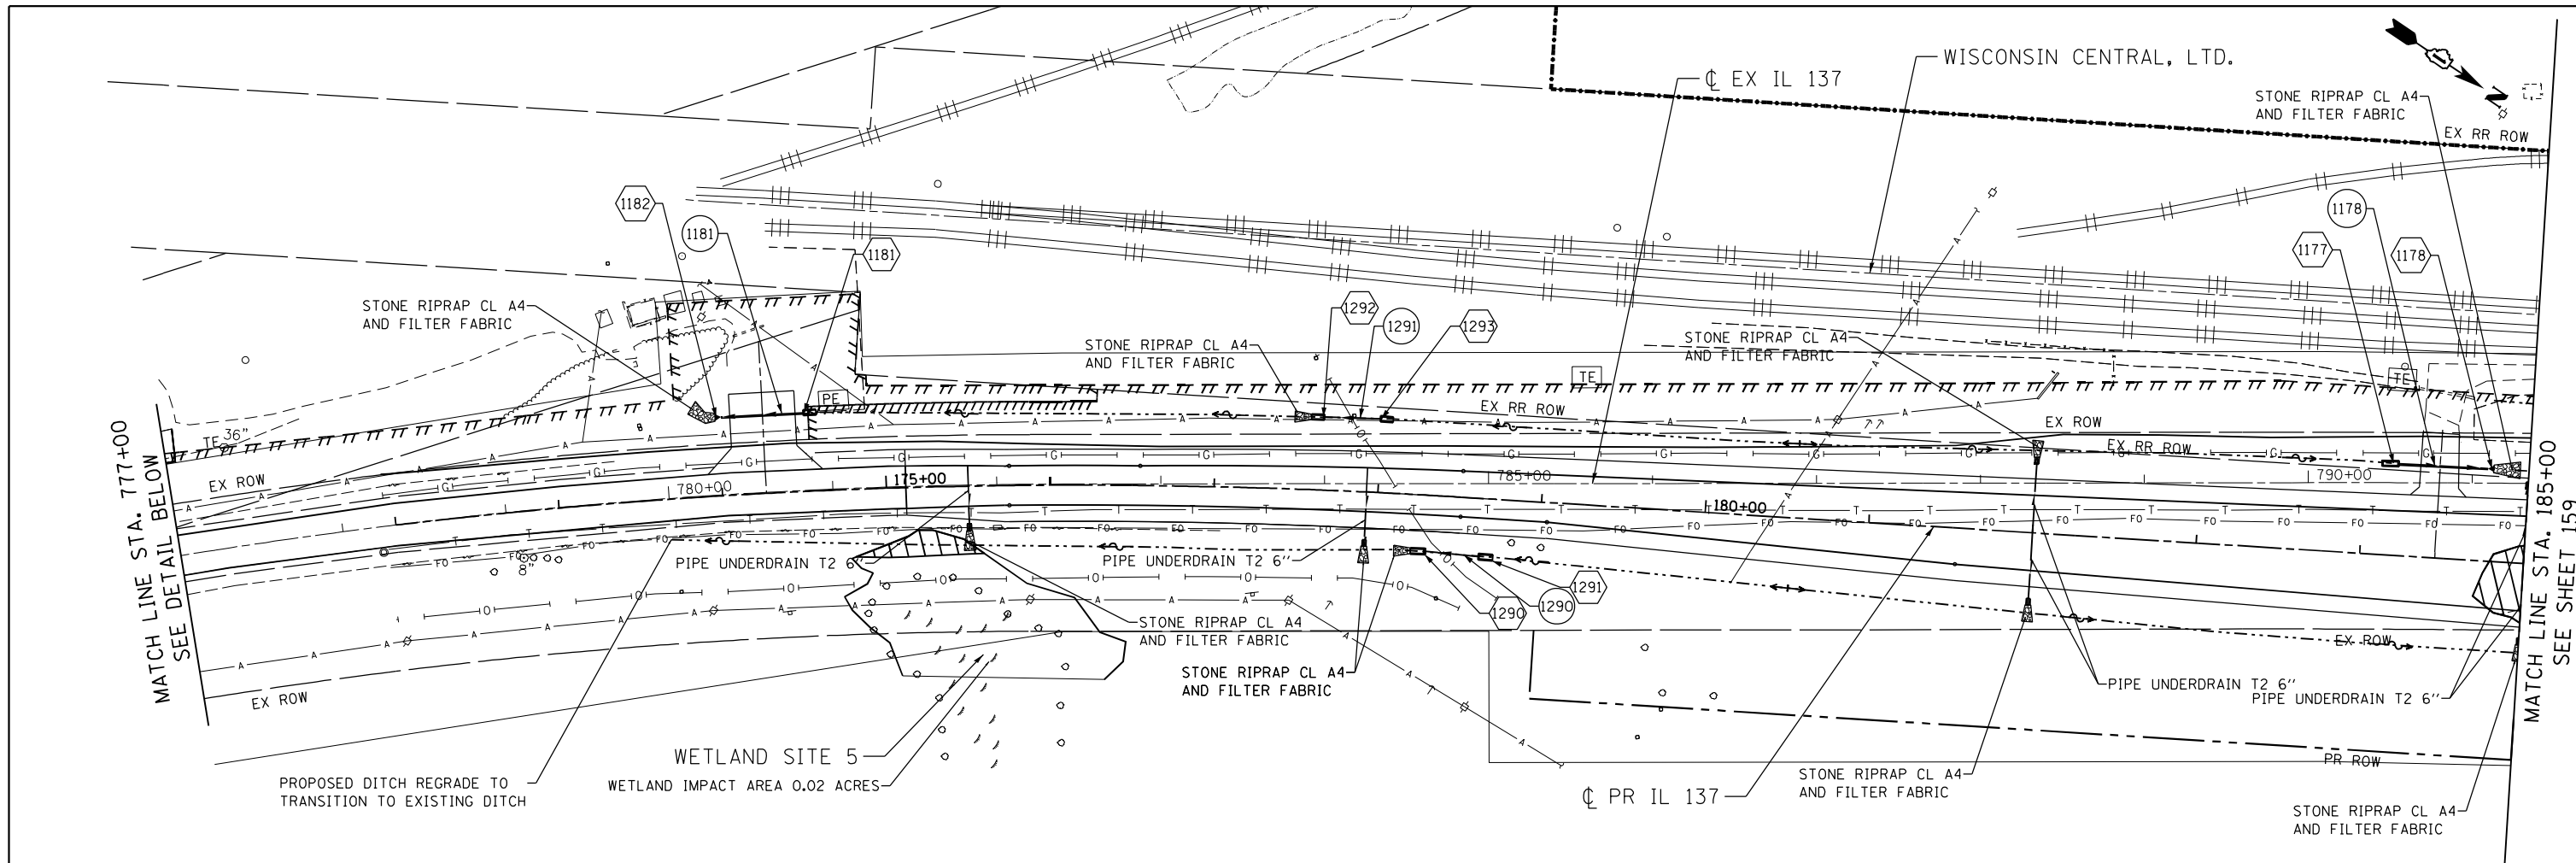 WISCONSIN CENTRAL, LTD.
℄ EX IL 137
N
STONE RIPRAP CL A4
AND FILTER FABRIC
EX RR ROW
1182
1181
1181
1178
1177
1178
STONE RIPRAP CL A4
AND FILTER FABRIC
1292
1291
1293
STONE RIPRAP CL A4
AND FILTER FABRIC
STONE RIPRAP CL A4
AND FILTER FABRIC
TE
TE
PE
EX RR ROW
EX ROW
EX RR ROW
TE
36"
EX ROW
780+00
175+00
785+00
180+00
790+00
MATCH LINE STA. 777+00
SEE DETAIL BELOW
MATCH LINE STA. 185+00
SEE SHEET 159
8"
PIPE UNDERDRAIN T2 6"
PIPE UNDERDRAIN T2 6"
1291
1290
1290
STONE RIPRAP CL A4
AND FILTER FABRIC
STONE RIPRAP CL A4
AND FILTER FABRIC
EX ROW
EX ROW
PIPE UNDERDRAIN T2 6"
PIPE UNDERDRAIN T2 6"
WETLAND SITE 5
WETLAND IMPACT AREA 0.02 ACRES
PROPOSED DITCH REGRADE TO
TRANSITION TO EXISTING DITCH
PR ROW
℄ PR IL 137
STONE RIPRAP CL A4
AND FILTER FABRIC
STONE RIPRAP CL A4
AND FILTER FABRIC